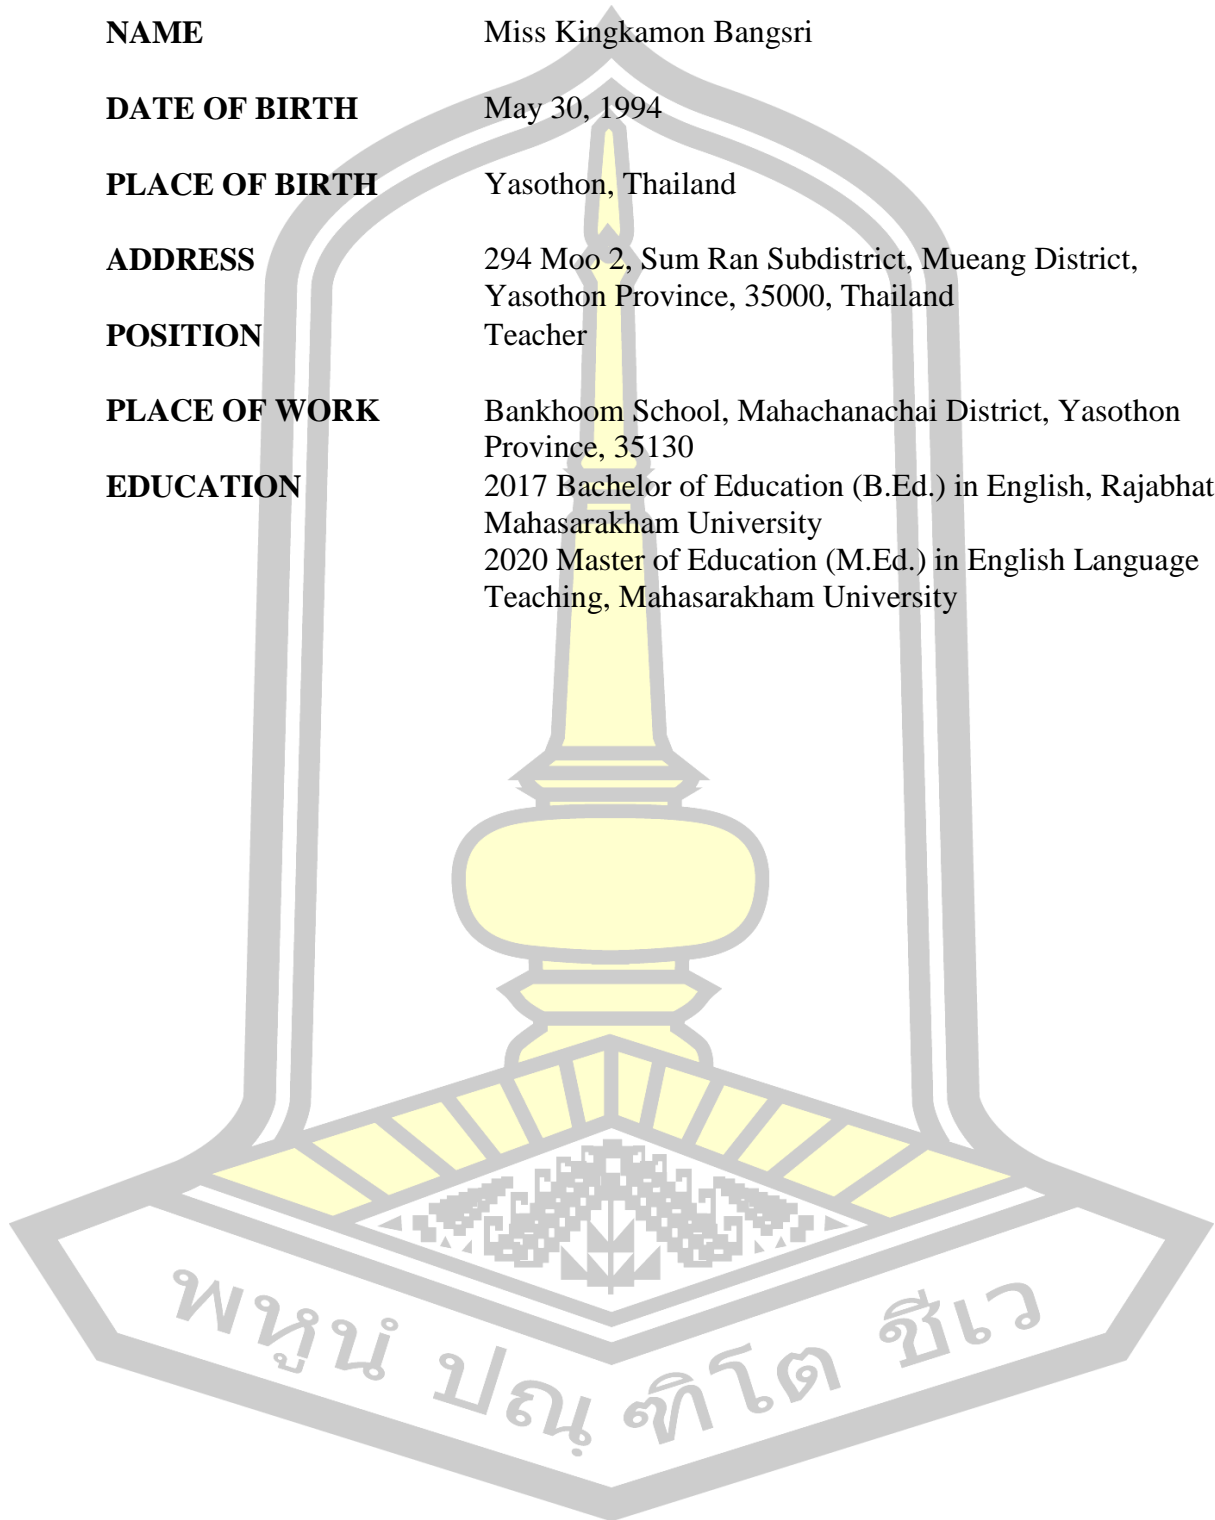 NAME Miss Kingkamon Bangsri
DATE OF BIRTH May 30, 1994
PLACE OF BIRTH Yasothon, Thailand
ADDRESS 294 Moo 2, Sum Ran Subdistrict, Mueang District,
Yasothon Province, 35000, Thailand
POSITION Teacher
PLACE OF WORK Bankhoom School, Mahachanachai District, Yasothon
Province, 35130
EDUCATION 2017 Bachelor of Education (B.Ed.) in English, Rajabhat
Mahasarakham University
2020 Master of Education (M.Ed.) in English Language
Teaching, Mahasarakham University
พหูนํ ปณฺ ฑิโต ชีเว